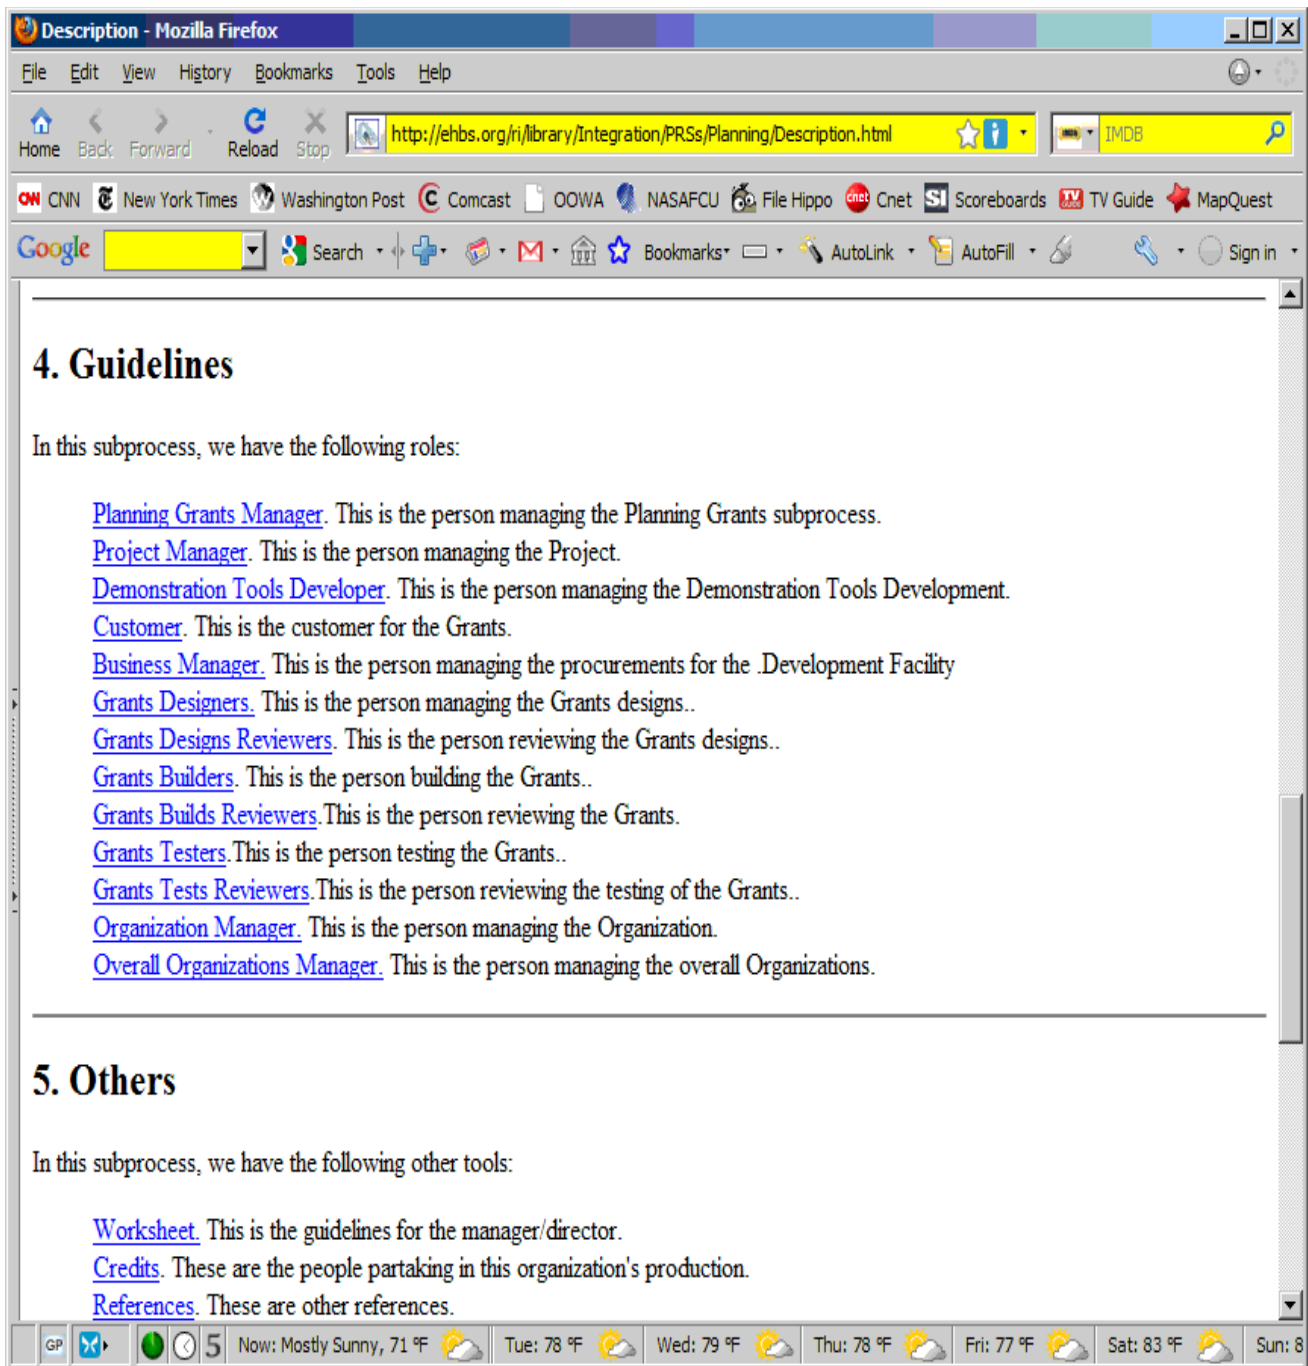 Description - Mozilla Firefox
File Edit View History Bookmarks Tools Help
Home Back Forward Reload Stop http://ehbs.org/ri/library/Integration/PRSs/Planning/Description.html IMDB
CNN New York Times Washington Post Comcast OOWA NASAFCU File Hippo Cnet Scoreboards TV Guide MapQuest
Google Search Bookmarks AutoLink AutoFill Sign in
4. Guidelines
In this subprocess, we have the following roles:
Planning Grants Manager. This is the person managing the Planning Grants subprocess.
Project Manager. This is the person managing the Project.
Demonstration Tools Developer. This is the person managing the Demonstration Tools Development.
Customer. This is the customer for the Grants.
Business Manager. This is the person managing the procurements for the .Development Facility
Grants Designers. This is the person managing the Grants designs..
Grants Designs Reviewers. This is the person reviewing the Grants designs..
Grants Builders. This is the person building the Grants..
Grants Builds Reviewers.This is the person reviewing the Grants.
Grants Testers.This is the person testing the Grants..
Grants Tests Reviewers.This is the person reviewing the testing of the Grants..
Organization Manager. This is the person managing the Organization.
Overall Organizations Manager. This is the person managing the overall Organizations.
5. Others
In this subprocess, we have the following other tools:
Worksheet. This is the guidelines for the manager/director.
Credits. These are the people partaking in this organization's production.
References. These are other references.
GP 5 Now: Mostly Sunny, 71 °F Tue: 78 °F Wed: 79 °F Thu: 78 °F Fri: 77 °F Sat: 83 °F Sun: 8